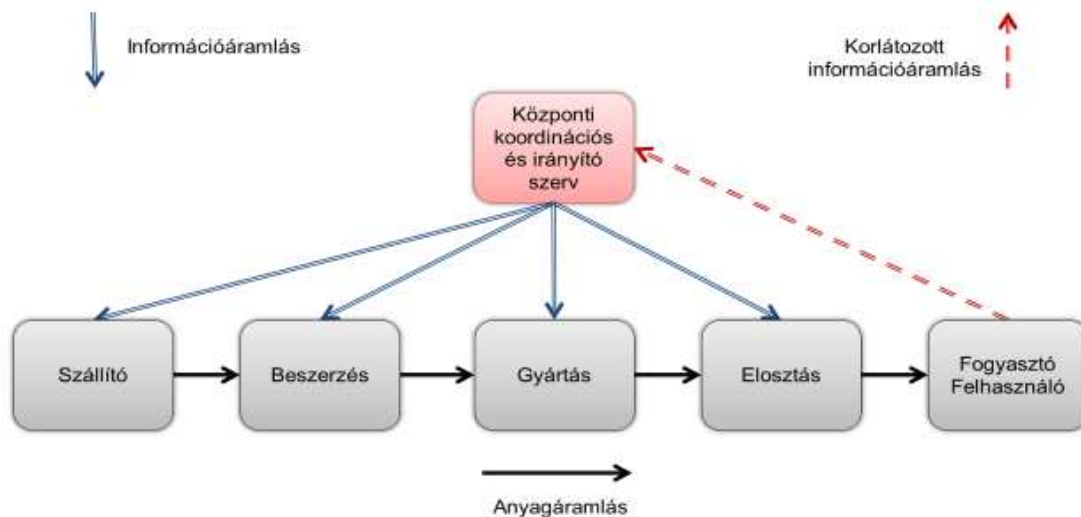 Információáramlás
Korlátozott
információáramlás
Központi
koordinációs
és irányító
szerv
Szállító
Beszerzés
Gyártás
Elosztás
Fogyasztó
Felhasználó
Anyagáramlás